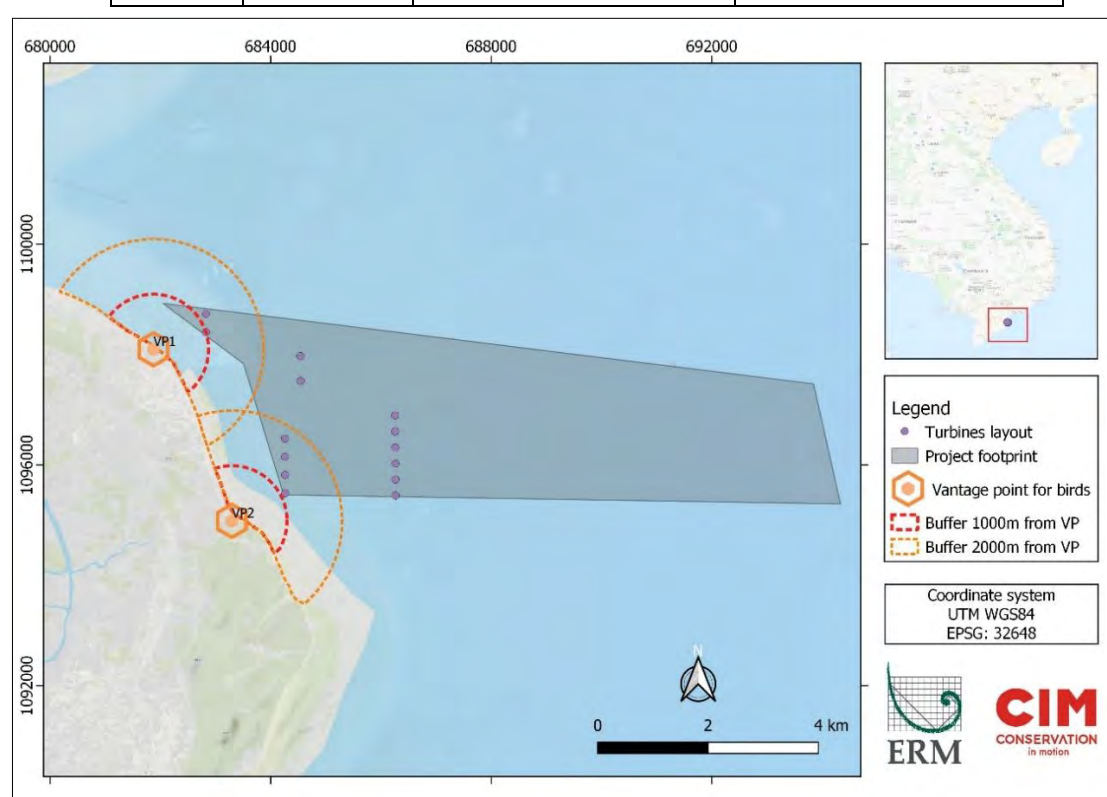 680000 684000 688000 692000
1100000
1096000
1092000
VP1
VP2
N
0 2 4 km
Legend
Turbines layout
Project footprint
Vantage point for birds
Buffer 1000m from VP
Buffer 2000m from VP
Coordinate system
UTM WGS84
EPSG: 32648
ERM
CIM
CONSERVATION
in motion